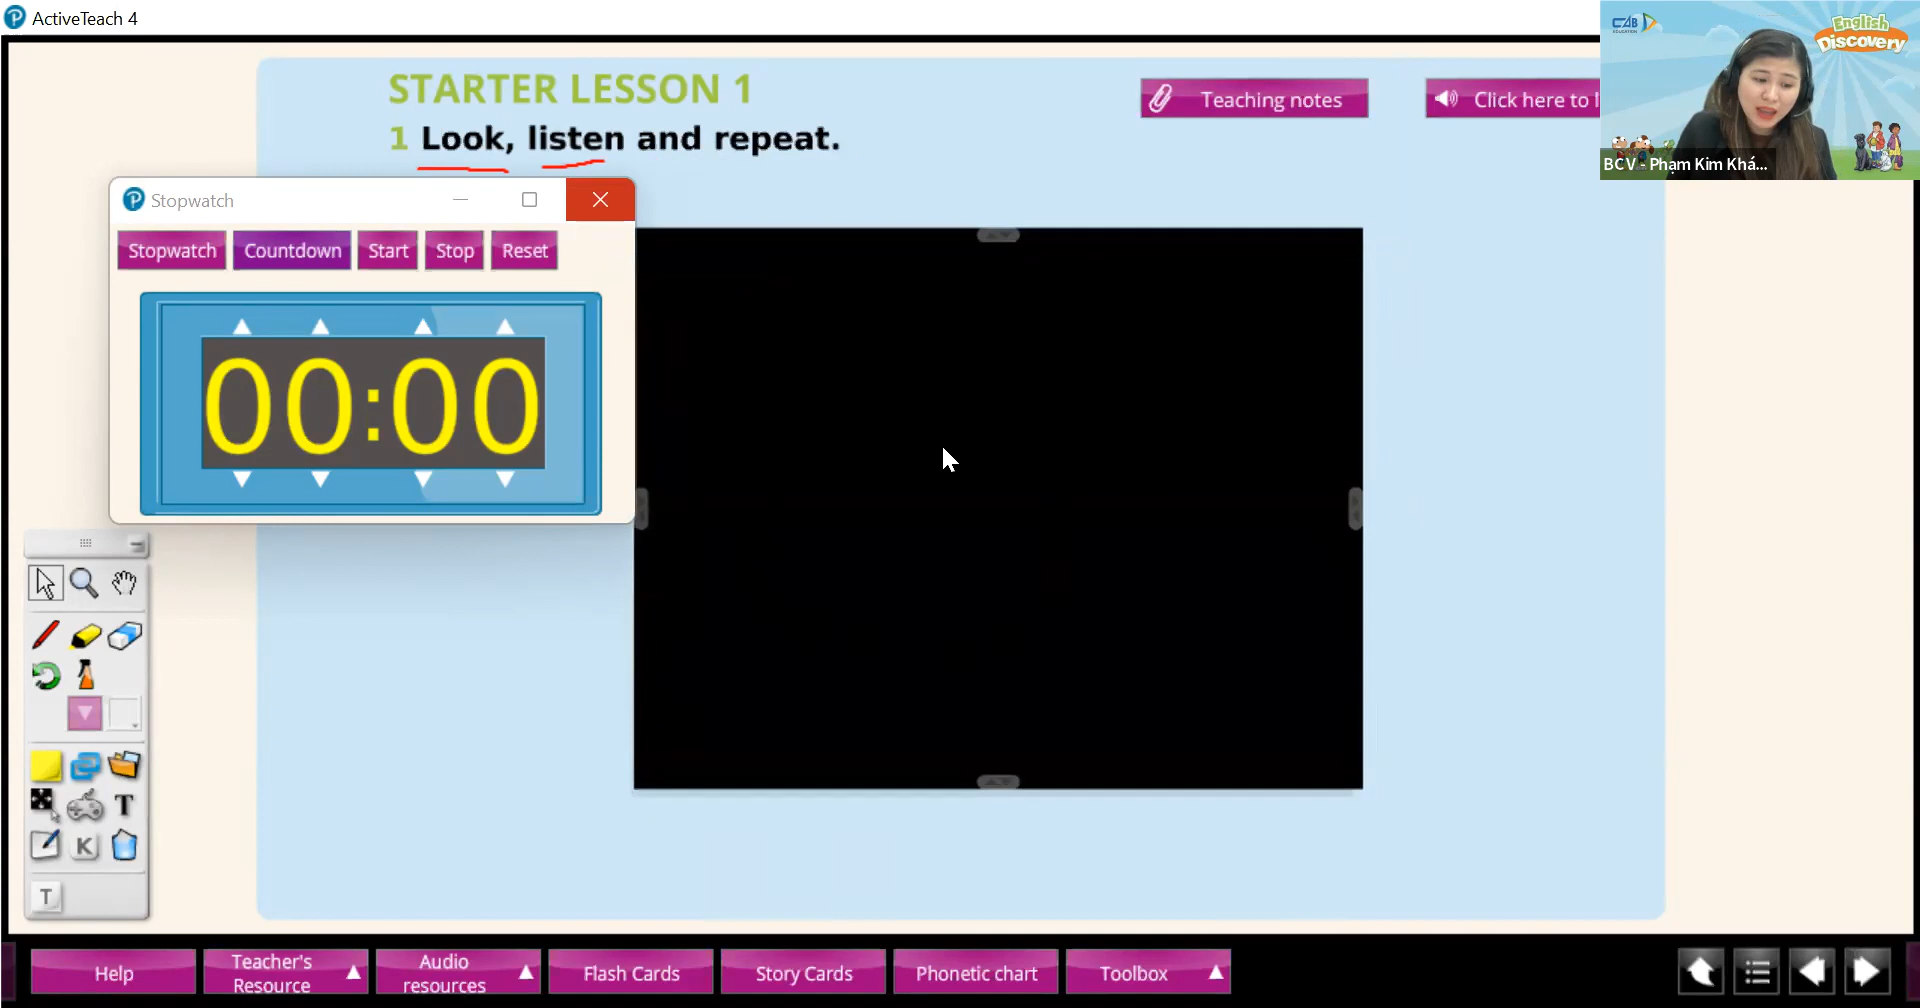 ActiveTeach 4
CAB
EDUCATION
English
Discovery
BCV - Phạm Kim Khá...
STARTER LESSON 1
Teaching notes
Click here to l
1 Look, listen and repeat.
Stopwatch
Stopwatch
Countdown
Start
Stop
Reset
00:00
T
K
T
Help
Teacher's
Resource
Audio
resources
Flash Cards
Story Cards
Phonetic chart
Toolbox